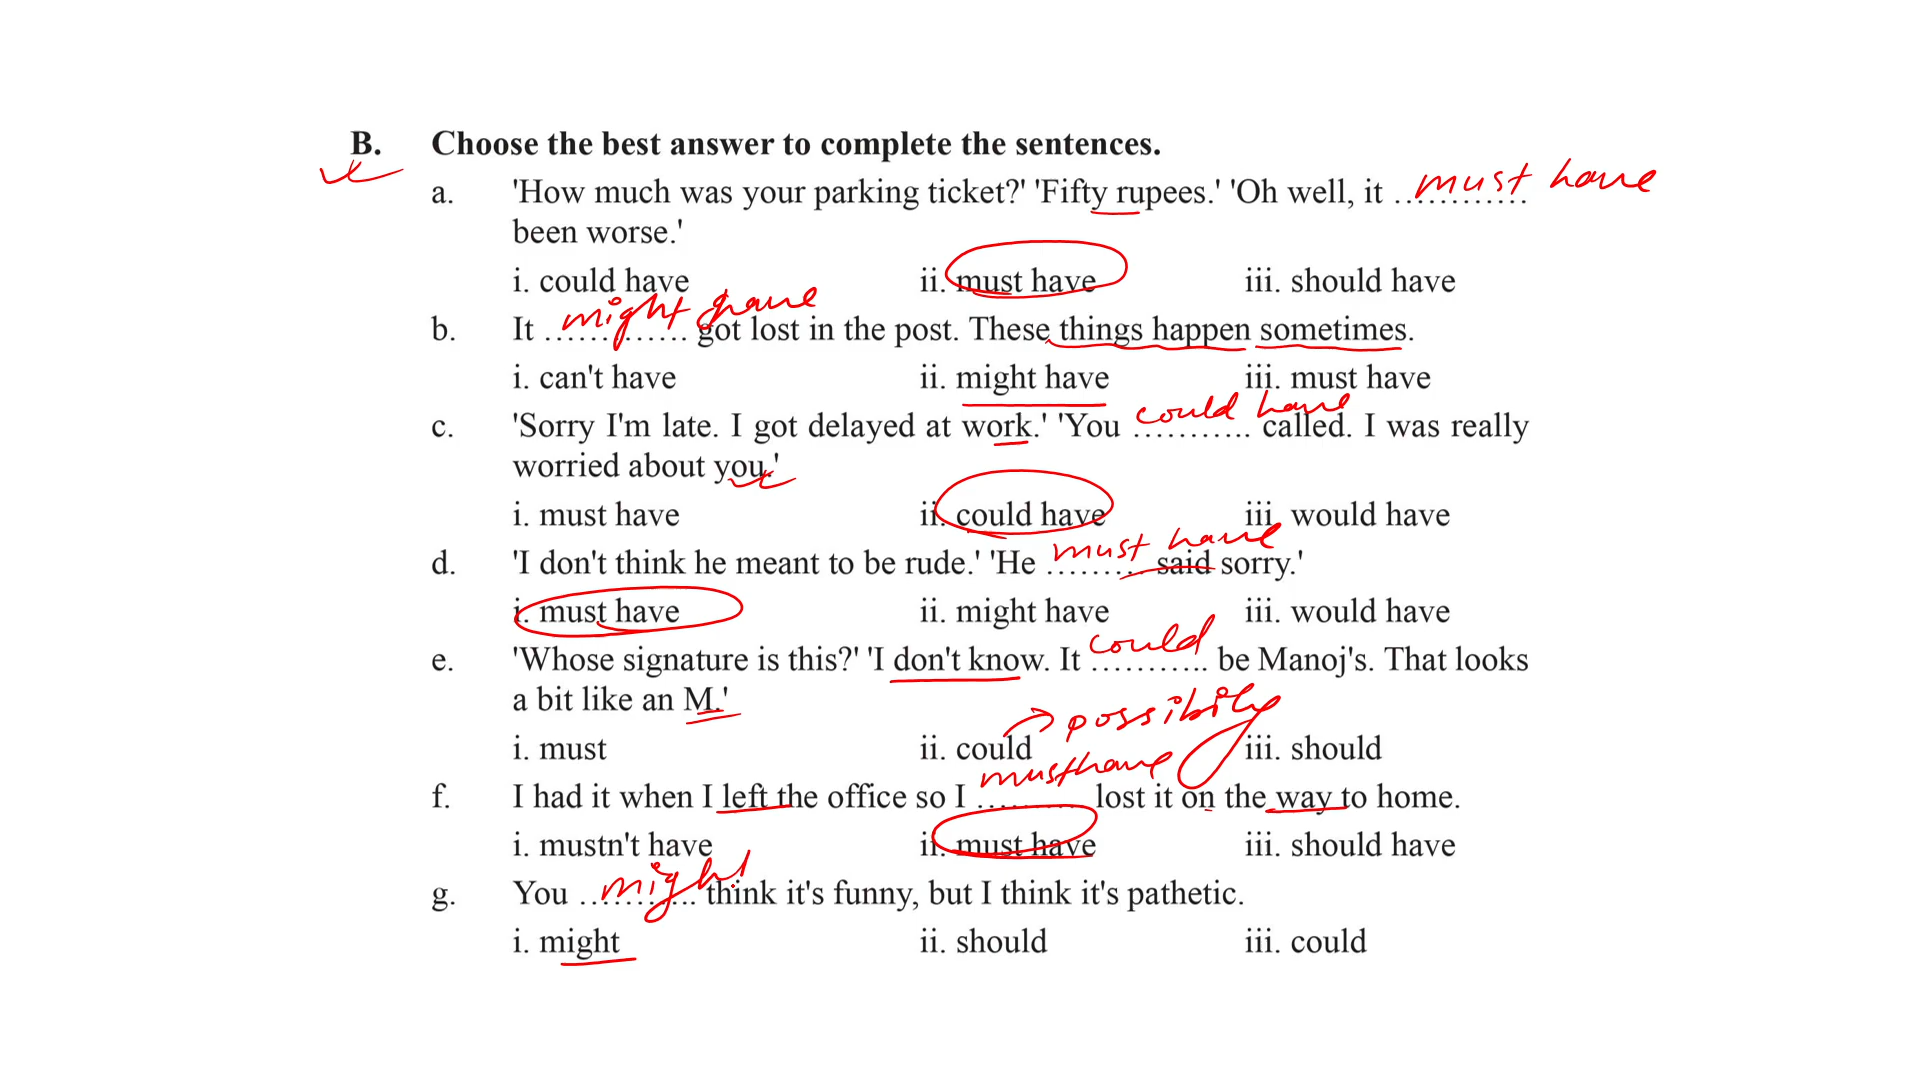 B. Choose the best answer to complete the sentences.
a. 'How much was your parking ticket?' 'Fifty rupees.' 'Oh well, it ............ must have
been worse.'
i. could have ii. must have iii. should have
b. It might have ............. got lost in the post. These things happen sometimes.
i. can't have ii. might have iii. must have
c. 'Sorry I'm late. I got delayed at work.' 'You could have ........... called. I was really
worried about you.'
i. must have ii. could have iii. would have
d. 'I don't think he meant to be rude.' 'He must have .......... said sorry.'
i. must have ii. might have iii. would have
e. 'Whose signature is this?' 'I don't know. It could ........... be Manoj's. That looks
a bit like an M.'
possibility
i. must ii. could iii. should
f. I had it when I left the office so I must have ........... lost it on the way to home.
i. mustn't have ii. must have iii. should have
g. You might ........... think it's funny, but I think it's pathetic.
i. might ii. should iii. could